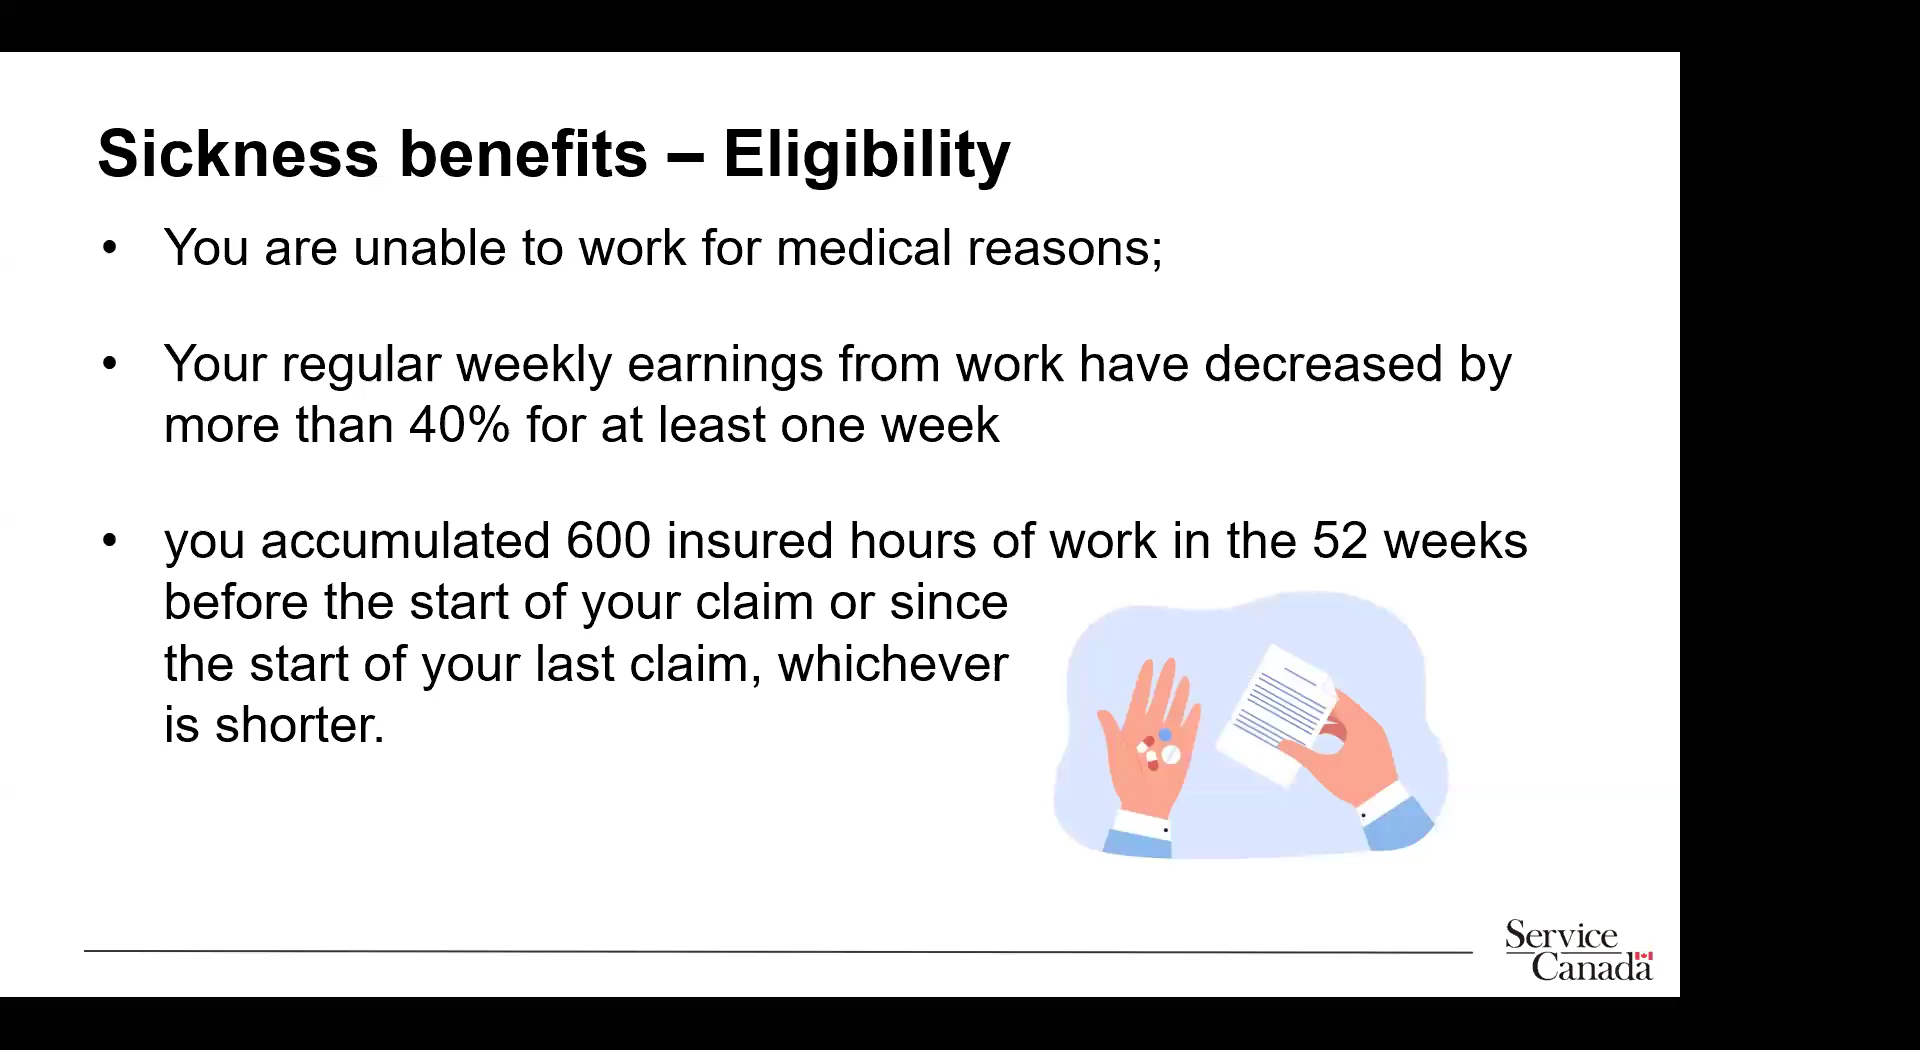 Sickness benefits – Eligibility
• You are unable to work for medical reasons;
• Your regular weekly earnings from work have decreased by
more than 40% for at least one week
• you accumulated 600 insured hours of work in the 52 weeks
before the start of your claim or since
the start of your last claim, whichever
is shorter.
Service
Canada